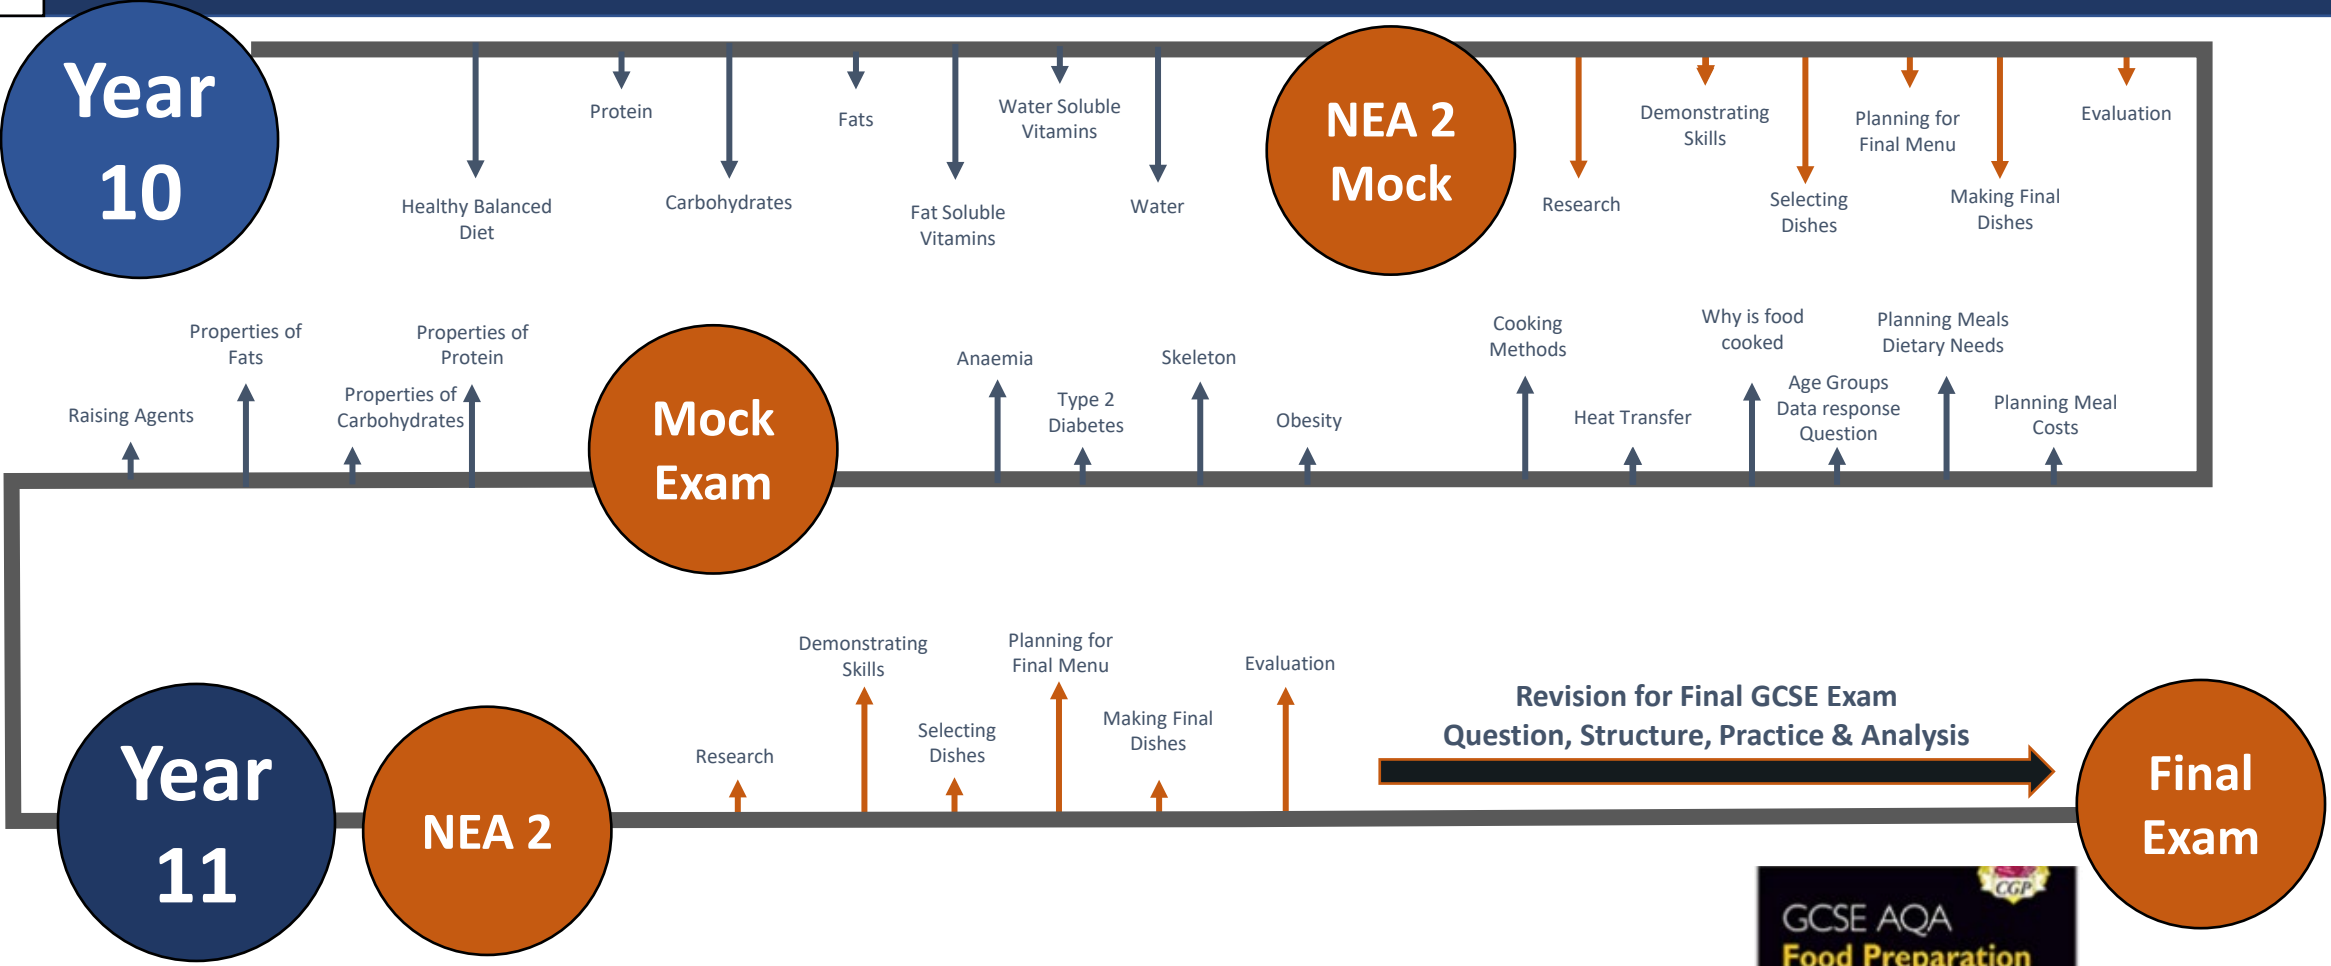 Year
10
Healthy Balanced
Diet
Protein
Carbohydrates
Fats
Fat Soluble
Vitamins
Water Soluble
Vitamins
Water
NEA 2
Mock
Research
Demonstrating
Skills
Selecting
Dishes
Planning for
Final Menu
Making Final
Dishes
Evaluation
Planning Meal
Costs
Planning Meals
Dietary Needs
Age Groups
Data response
Question
Why is food
cooked
Heat Transfer
Cooking
Methods
Obesity
Skeleton
Type 2
Diabetes
Anaemia
Mock
Exam
Properties of
Protein
Properties of
Carbohydrates
Properties of
Fats
Raising Agents
Year
11
NEA 2
Research
Demonstrating
Skills
Selecting
Dishes
Planning for
Final Menu
Making Final
Dishes
Evaluation
Revision for Final GCSE Exam
Question, Structure, Practice & Analysis
Final
Exam
CGP
GCSE AQA
Food Preparation